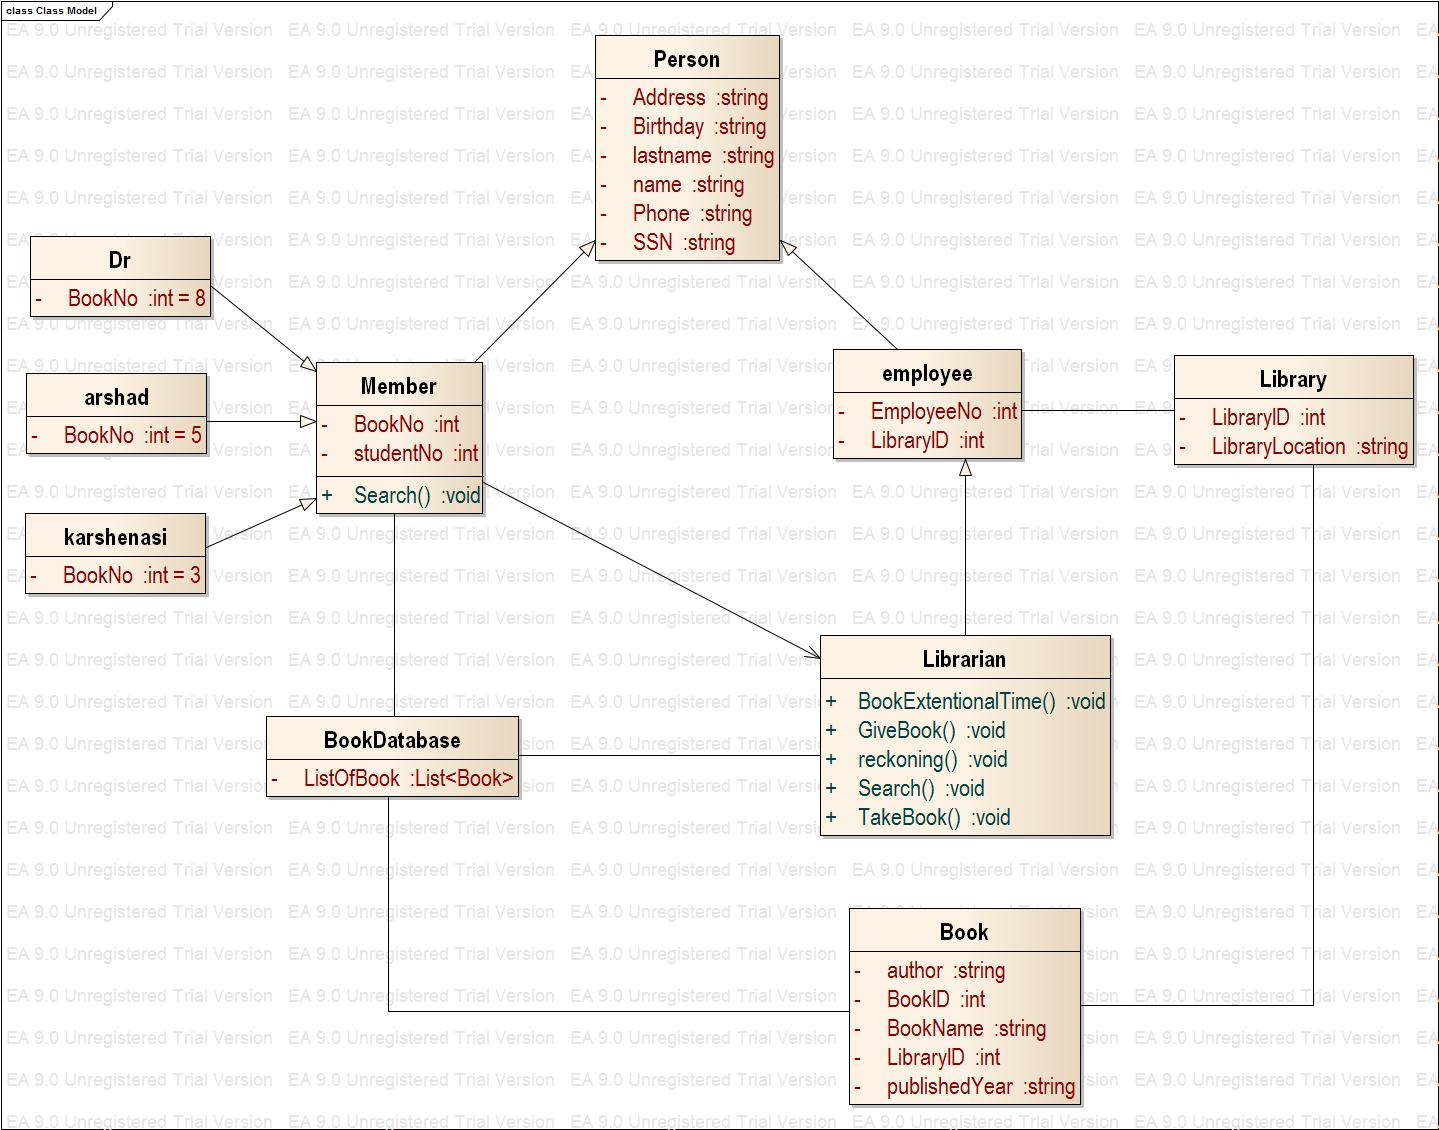 class Class Model
Person
- Address :string
- Birthday :string
- lastname :string
- name :string
- Phone :string
- SSN :string
Dr
- BookNo :int = 8
arshad
- BookNo :int = 5
karshenasi
- BookNo :int = 3
Member
- BookNo :int
- studentNo :int
+ Search() :void
employee
- EmployeeNo :int
- LibraryID :int
Library
- LibraryID :int
- LibraryLocation :string
Librarian
+ BookExtentionalTime() :void
+ GiveBook() :void
+ reckoning() :void
+ Search() :void
+ TakeBook() :void
BookDatabase
- ListOfBook :List<Book>
Book
- author :string
- BookID :int
- BookName :string
- LibraryID :int
- publishedYear :string
EA 9.0 Unregistered Trial Version